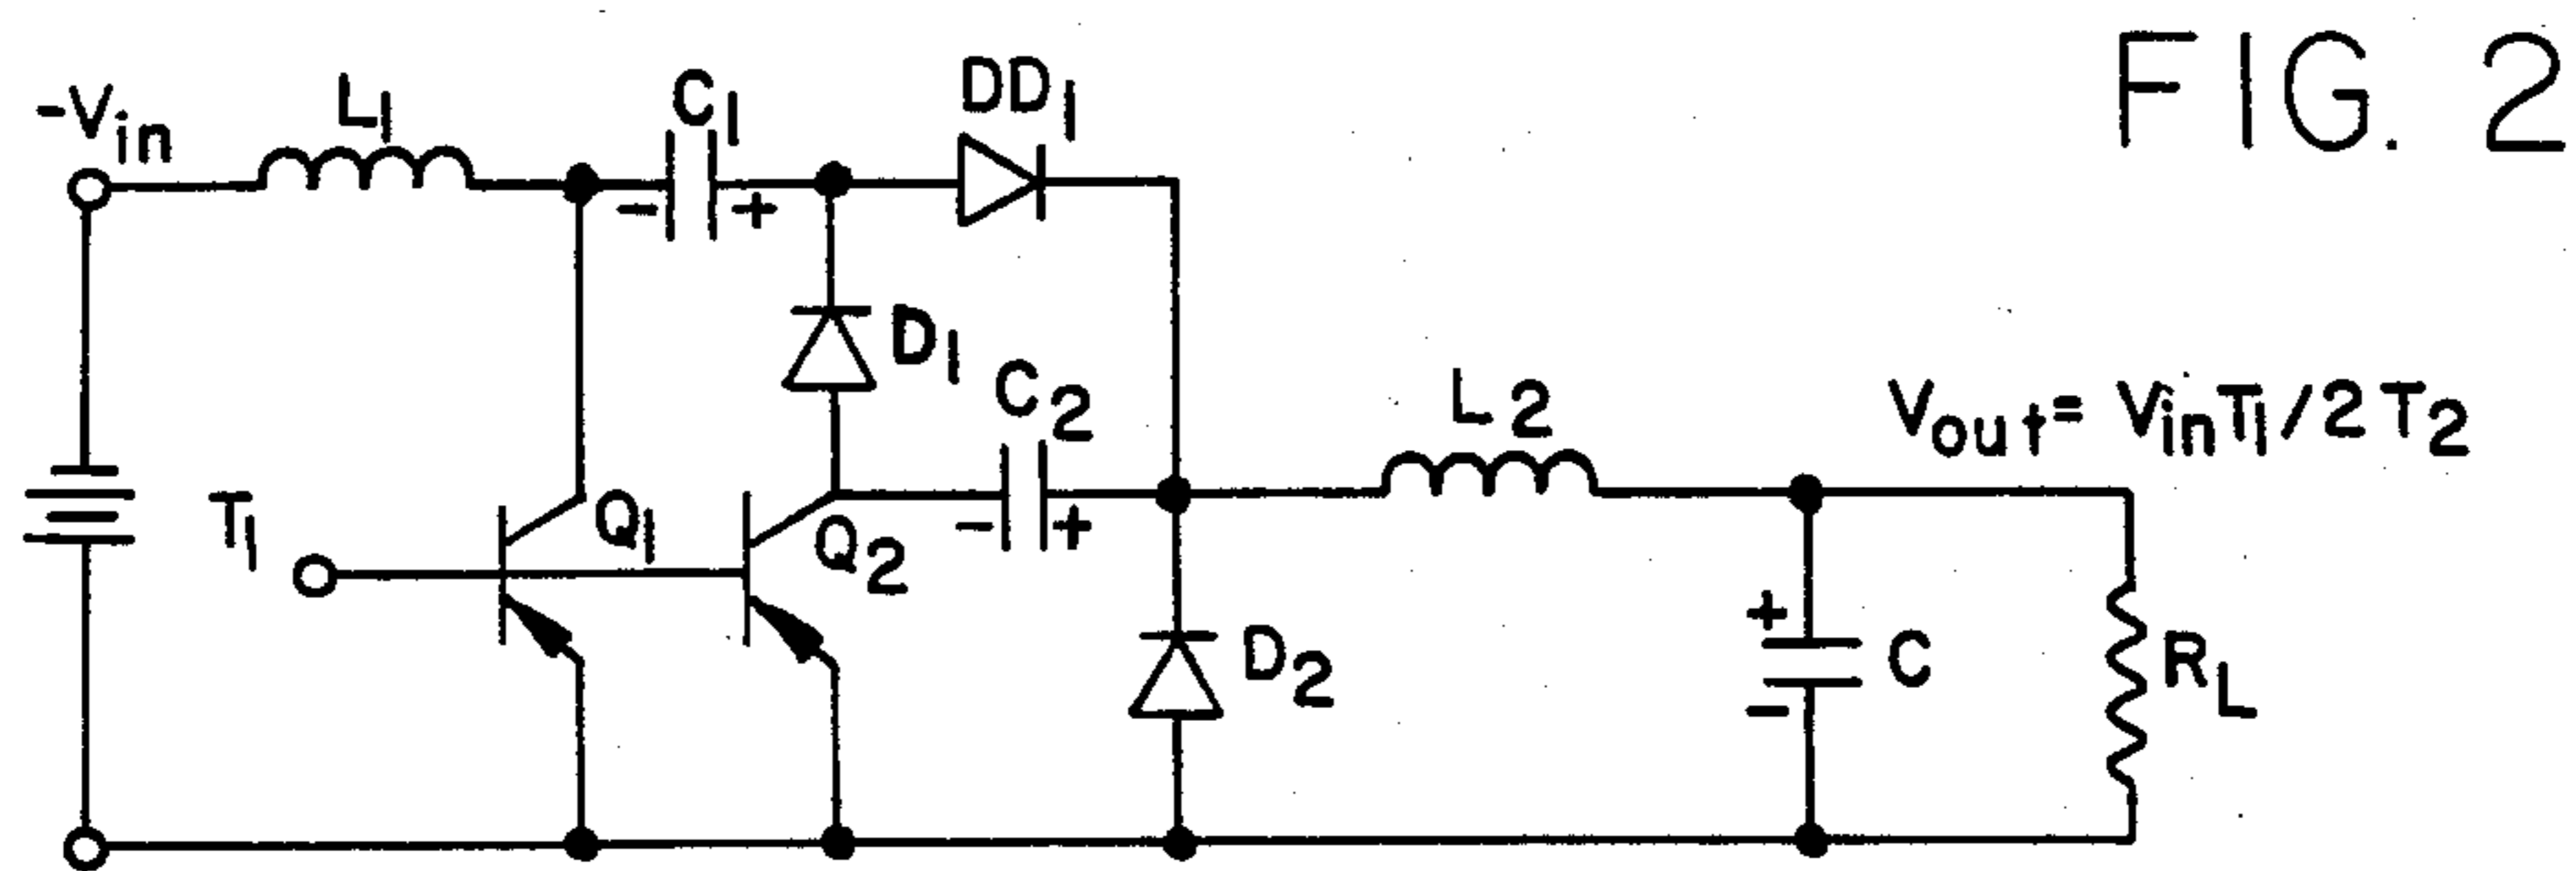 FIG. 2
-Vin
L1
C1
DD1
D1
C2
L2
Vout = VinT1/2T2
T1
Q1
Q2
D2
C
RL
- +
- +
+
-